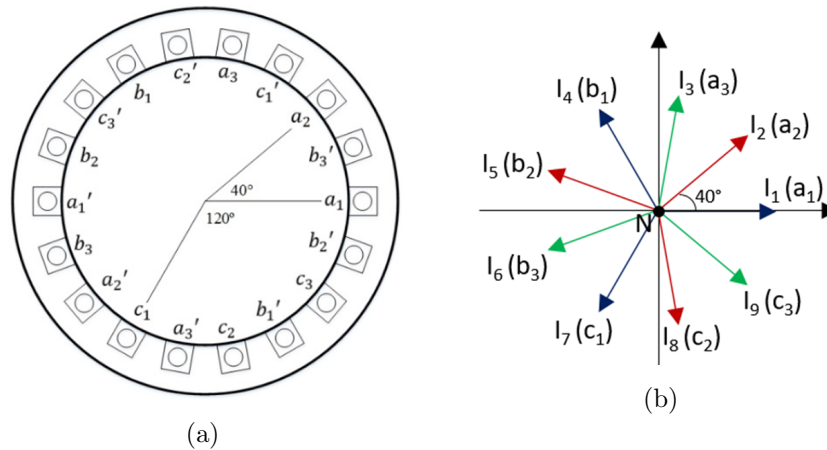 c₂′
a₃
b₁
c₁′
c₃′
a₂
b₂
b₃′
40°
a₁′
a₁
120°
b₃
b₂′
a₂′
c₃
c₁
b₁′
a₃′
c₂
(a)
I₄ (b₁)
I₃ (a₃)
I₂ (a₂)
I₅ (b₂)
40°
I₁ (a₁)
N
I₆ (b₃)
I₉ (c₃)
I₇ (c₁)
I₈ (c₂)
(b)